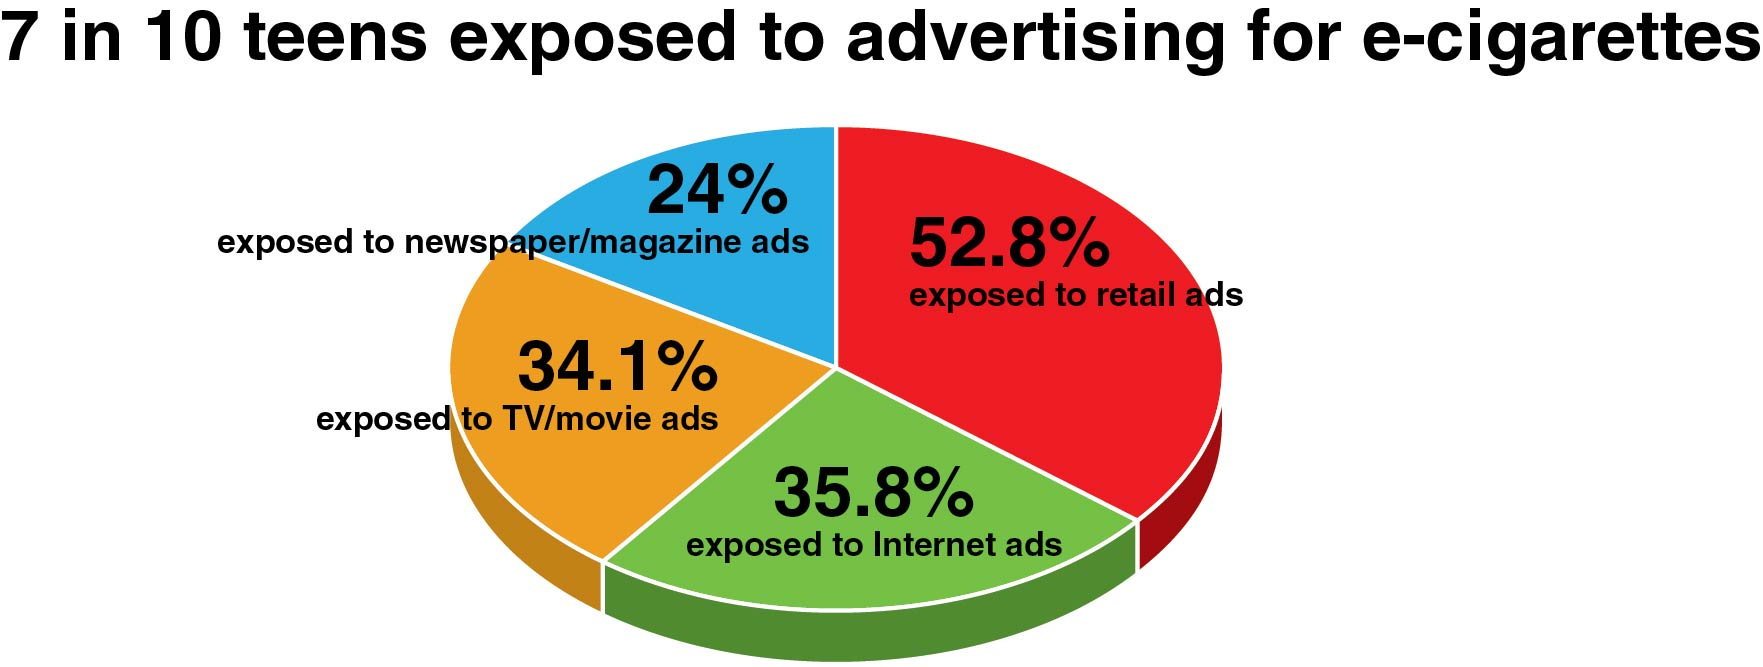 7 in 10 teens exposed to advertising for e-cigarettes
24%
exposed to newspaper/magazine ads
52.8%
exposed to retail ads
34.1%
exposed to TV/movie ads
35.8%
exposed to Internet ads